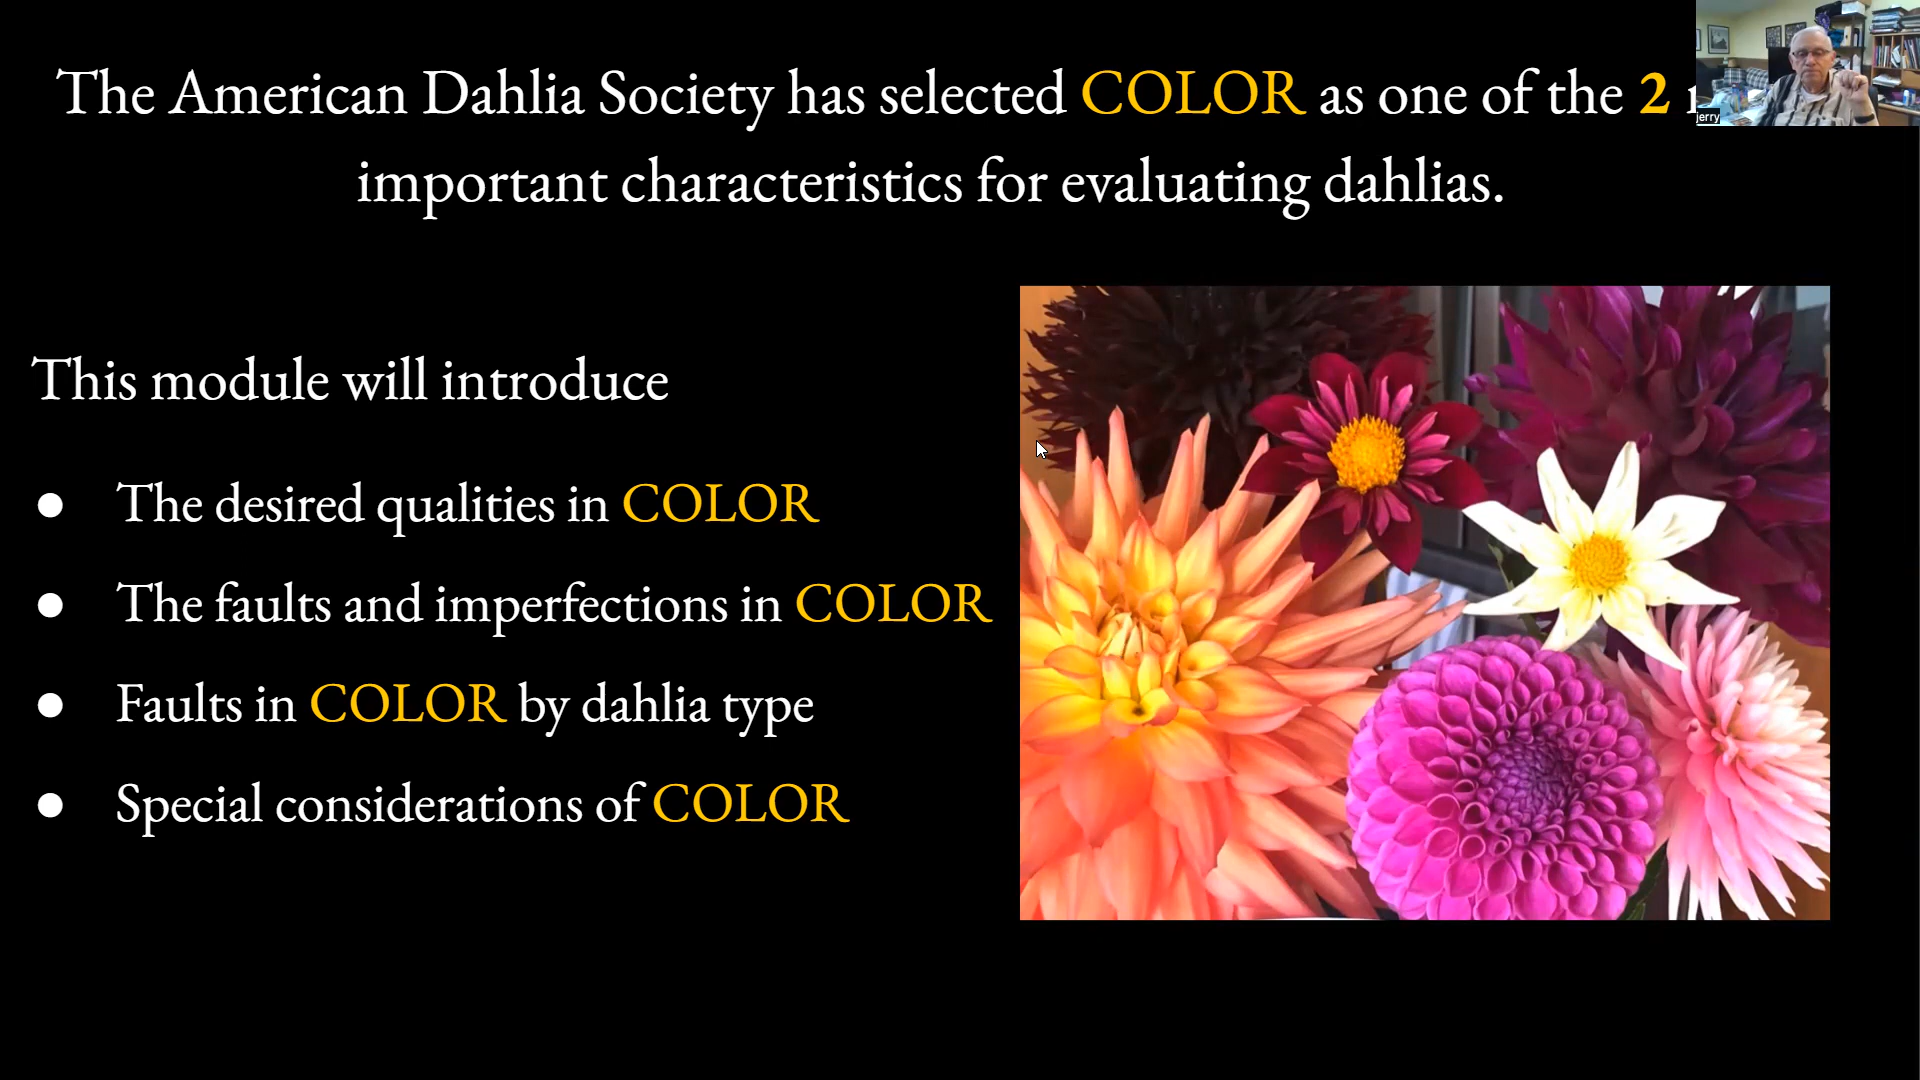 The American Dahlia Society has selected COLOR as one of the 2
important characteristics for evaluating dahlias.
jerry
This module will introduce
● The desired qualities in COLOR
● The faults and imperfections in COLOR
● Faults in COLOR by dahlia type
● Special considerations of COLOR